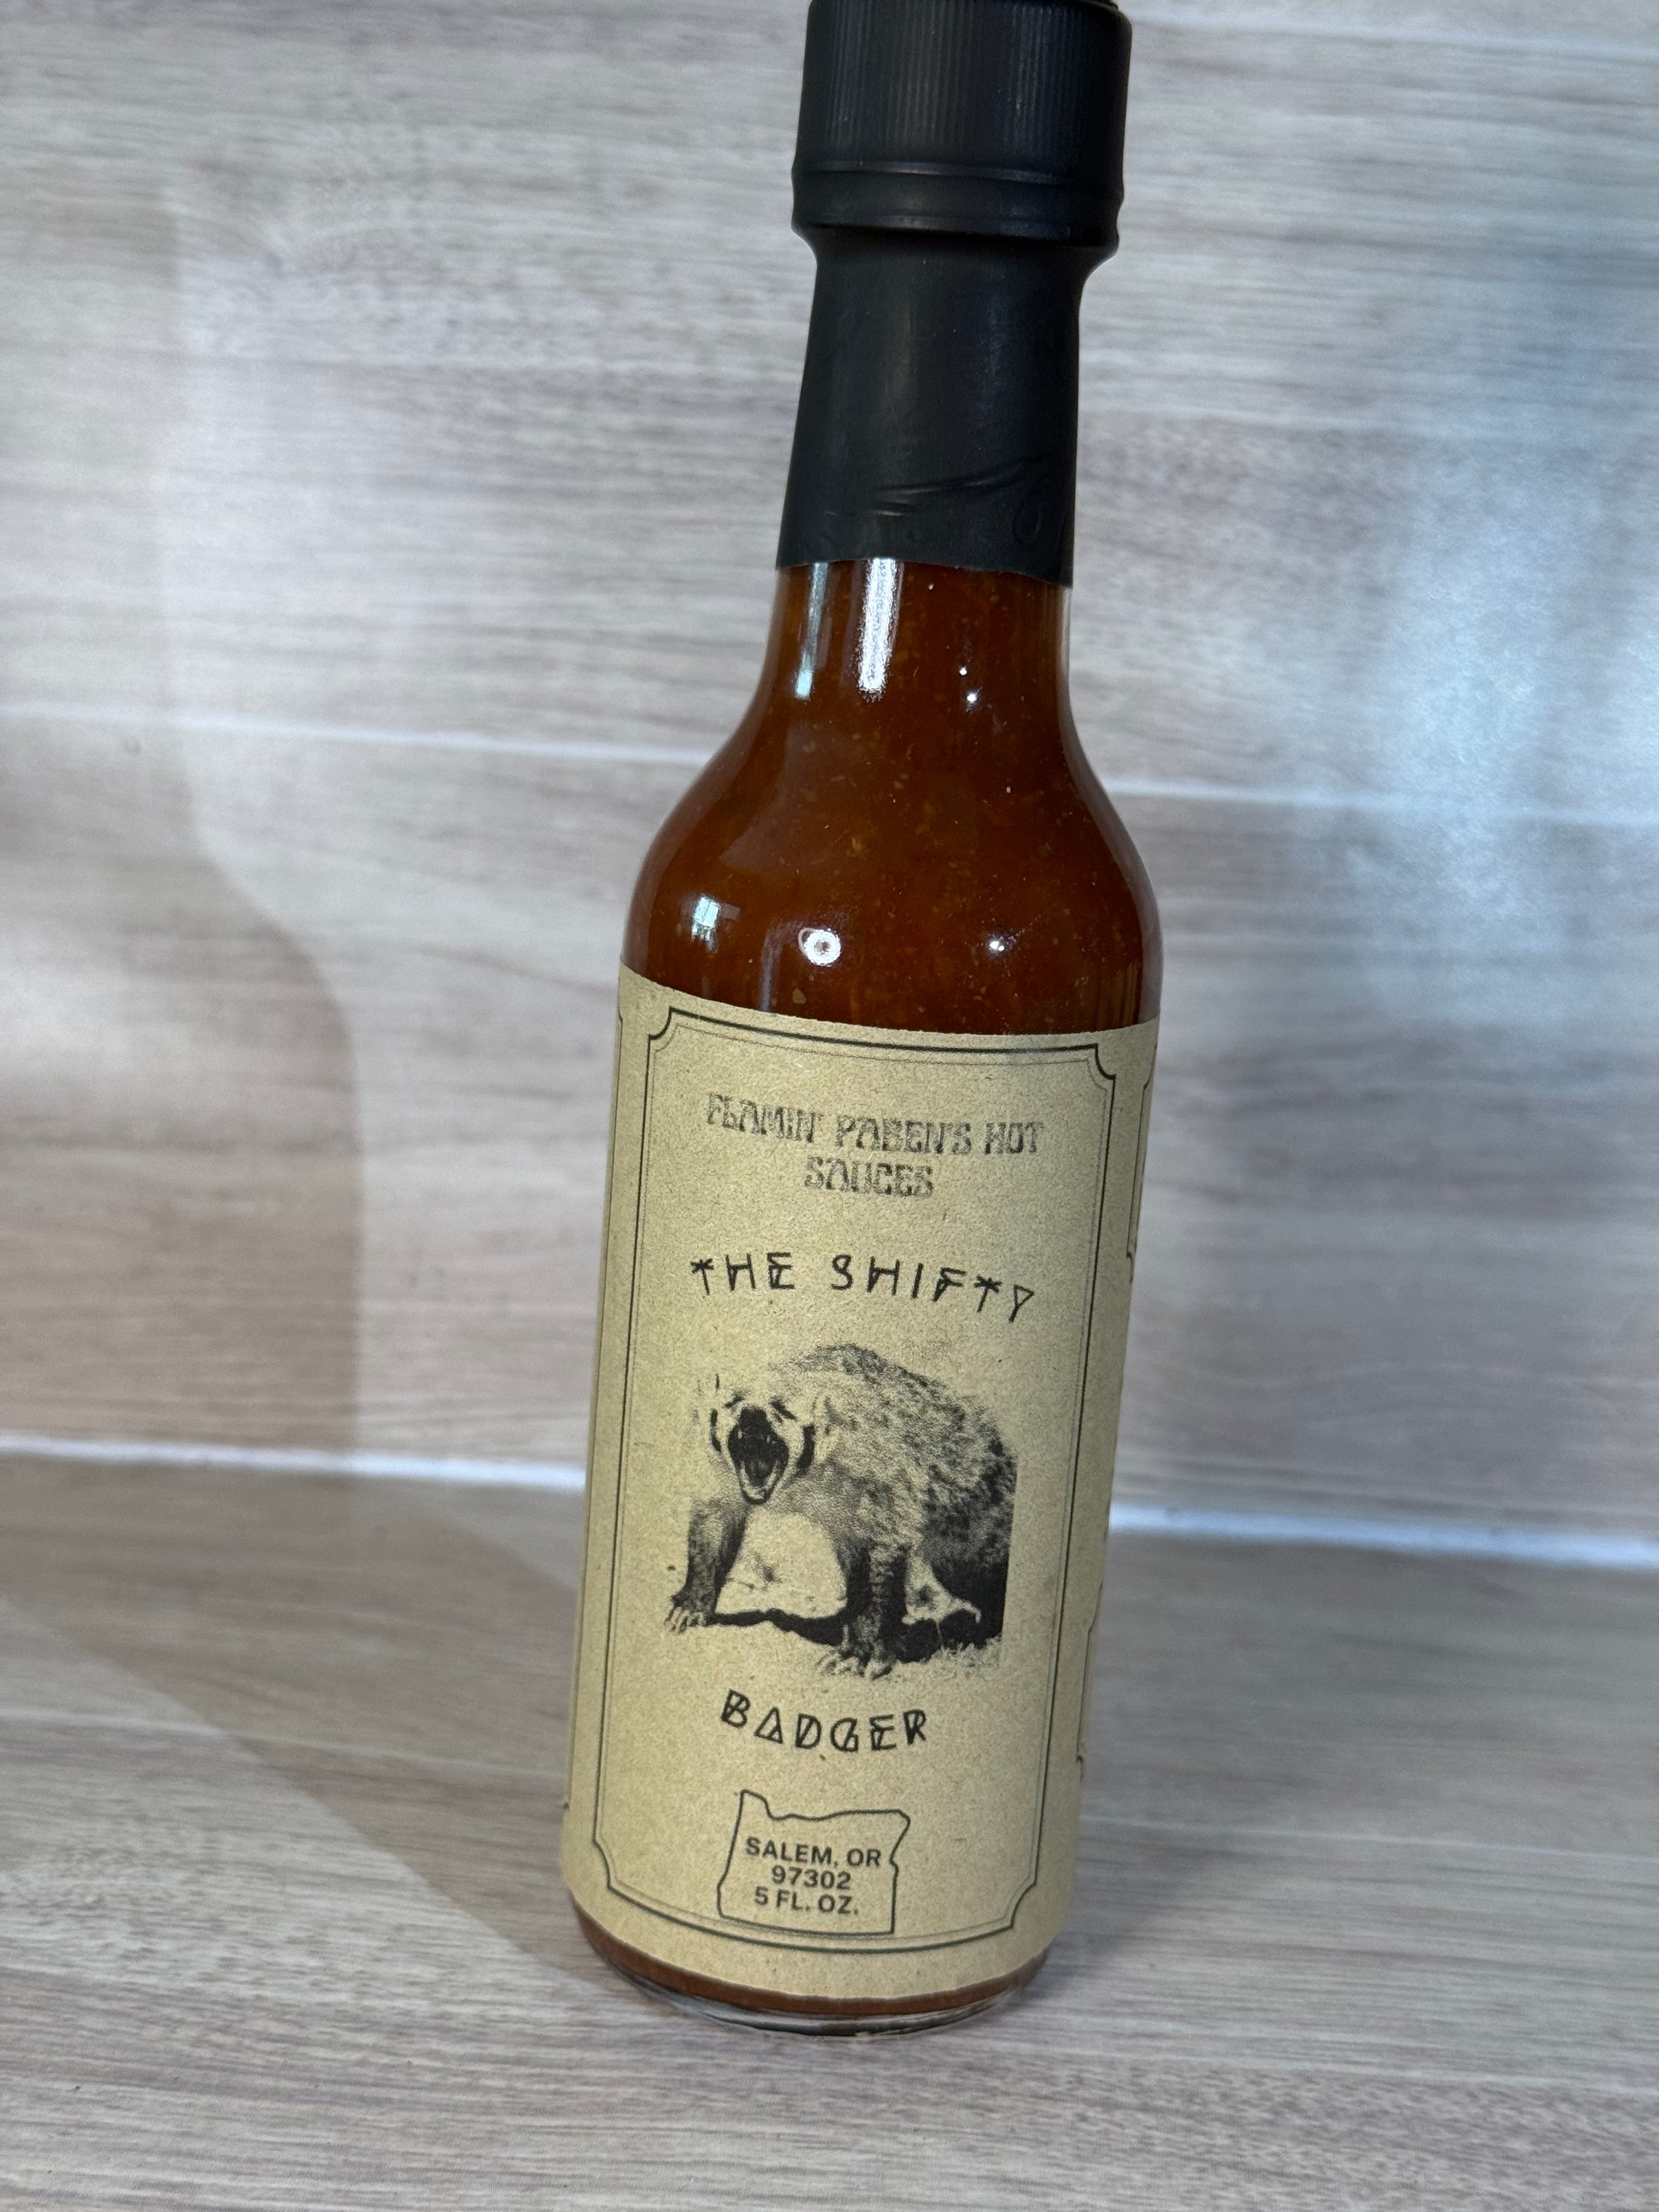 FLAMIN' PABEN'S HOT
SAUCES
THE SHIFTY
BADGER
SALEM, OR
97302
5 FL. OZ.